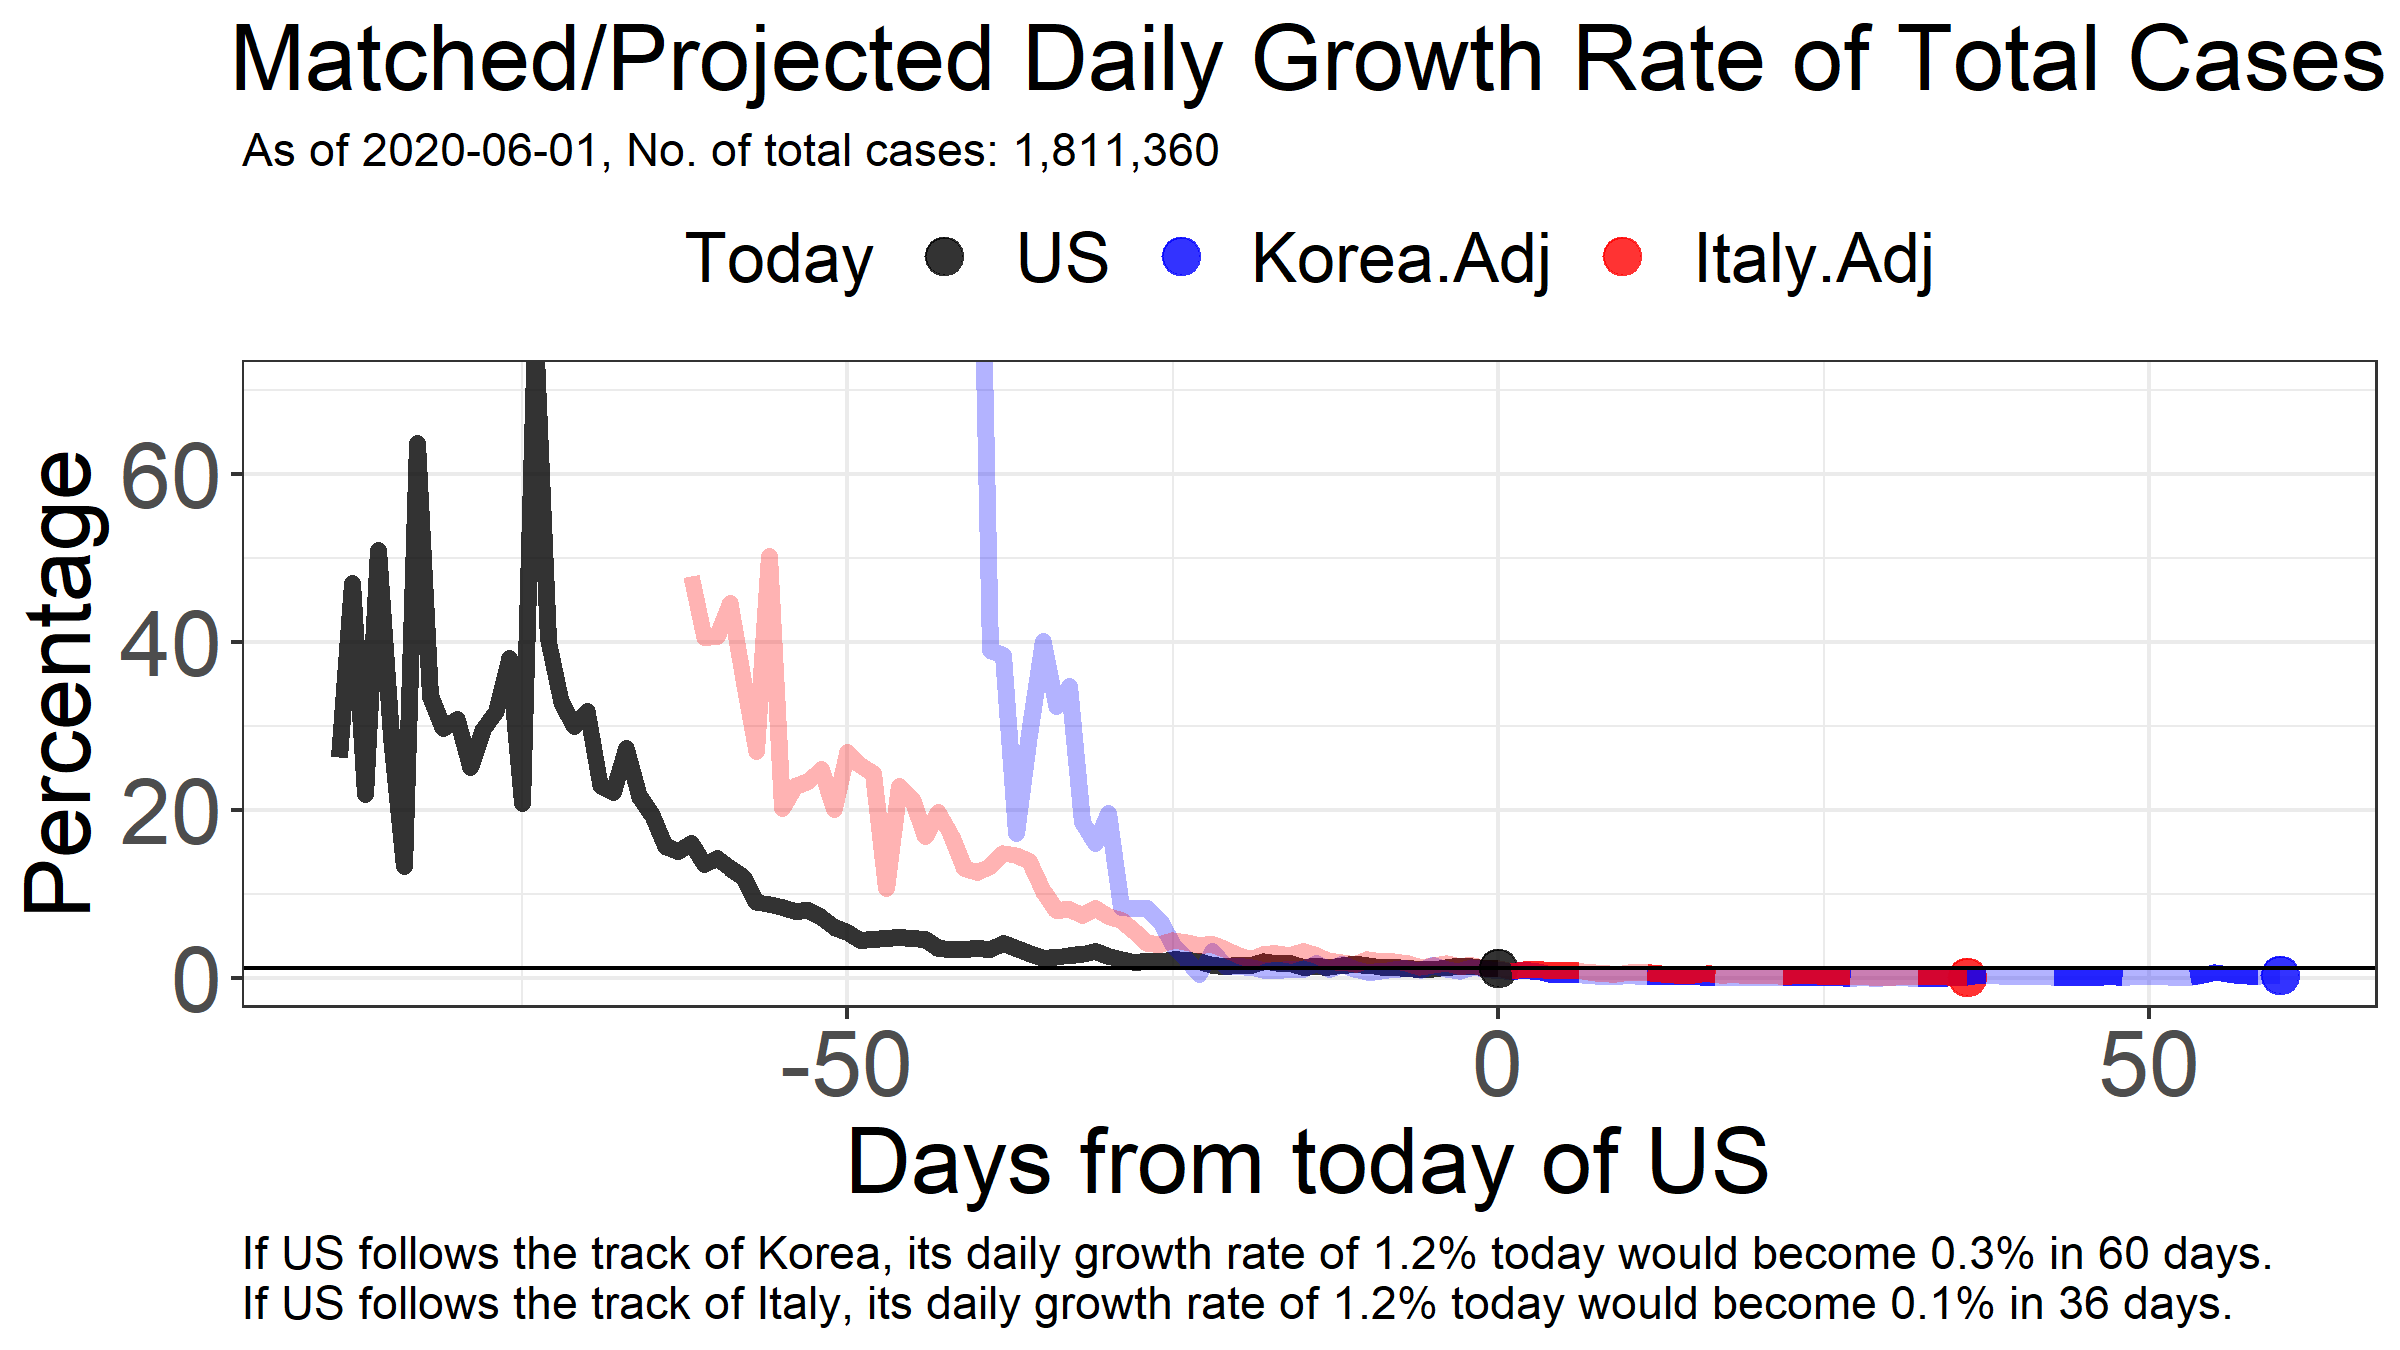 Matched/Projected Daily Growth Rate of Total Cases
As of 2020-06-01, No. of total cases: 1,811,360
Today US Korea.Adj Italy.Adj
Percentage
60
40
20
0
-50 0 50
Days from today of US
If US follows the track of Korea, its daily growth rate of 1.2% today would become 0.3% in 60 days.
If US follows the track of Italy, its daily growth rate of 1.2% today would become 0.1% in 36 days.